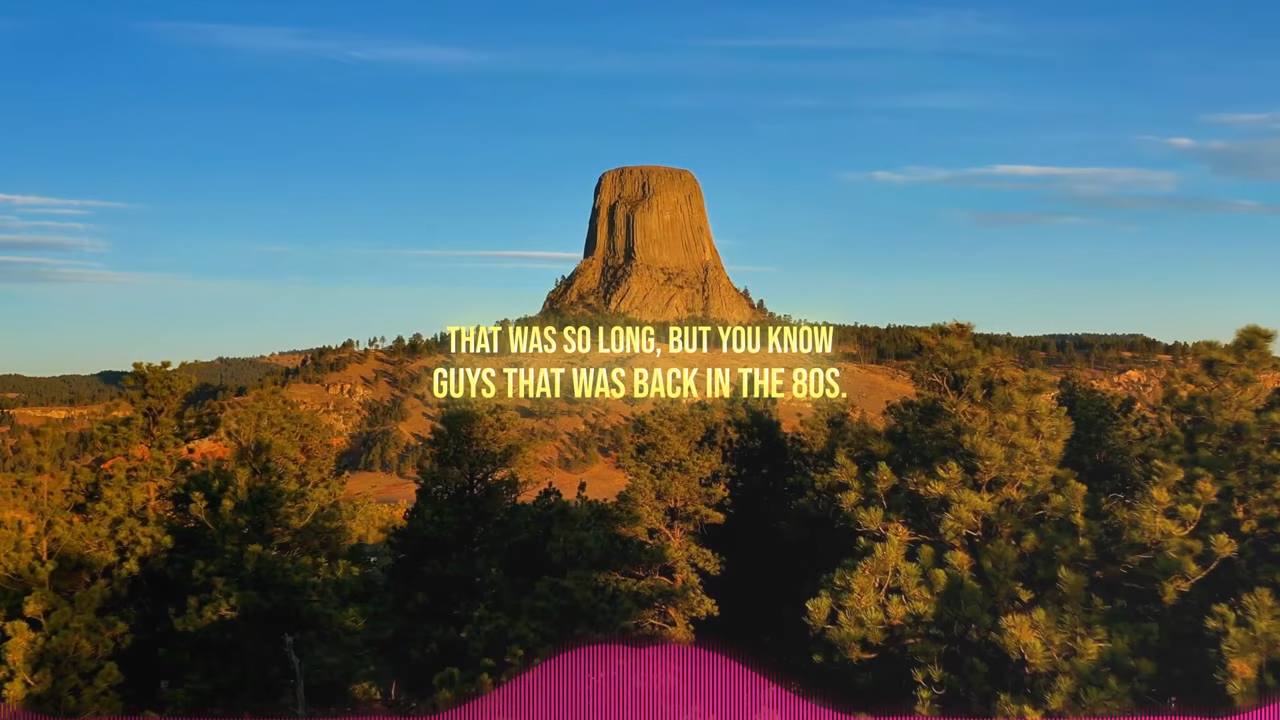 THAT WAS SO LONG, BUT YOU KNOW
GUYS THAT WAS BACK IN THE 80S.